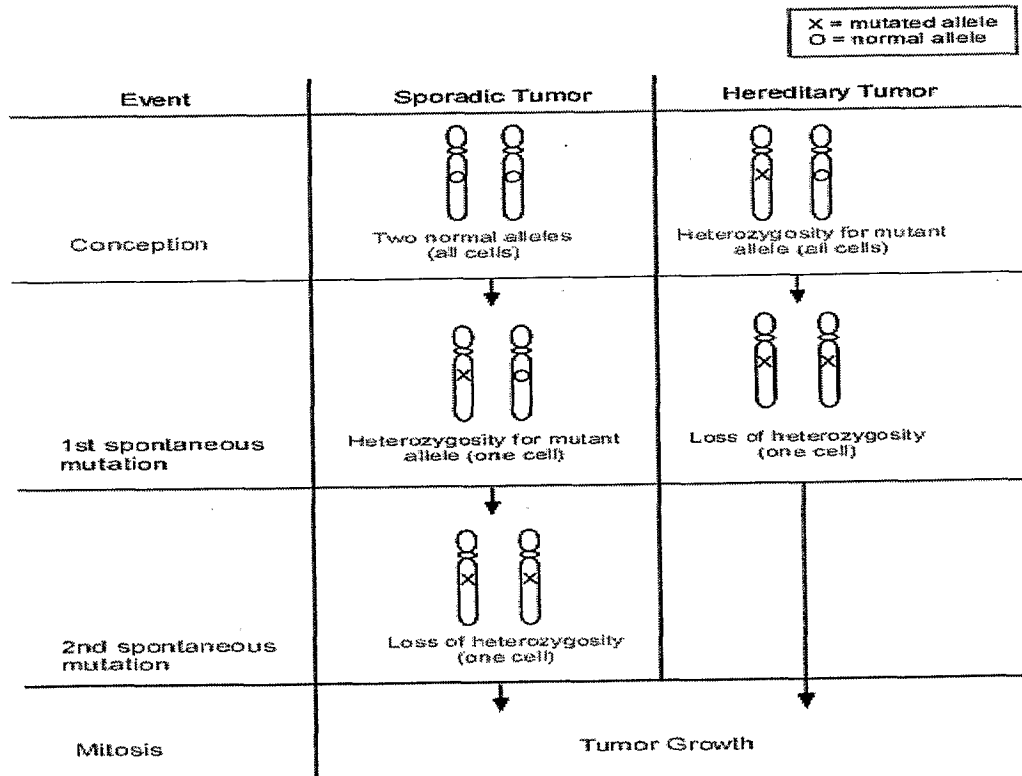 X = mutated allele
O = normal allele
Event
Sporadic Tumor
Hereditary Tumor
Conception
Two normal alleles
(all cells)
Heterozygosity for mutant
allele (all cells)
1st spontaneous
mutation
Heterozygosity for mutant
allele (one cell)
Loss of heterozygosity
(one cell)
2nd spontaneous
mutation
Loss of heterozygosity
(one cell)
Mitosis
Tumor Growth